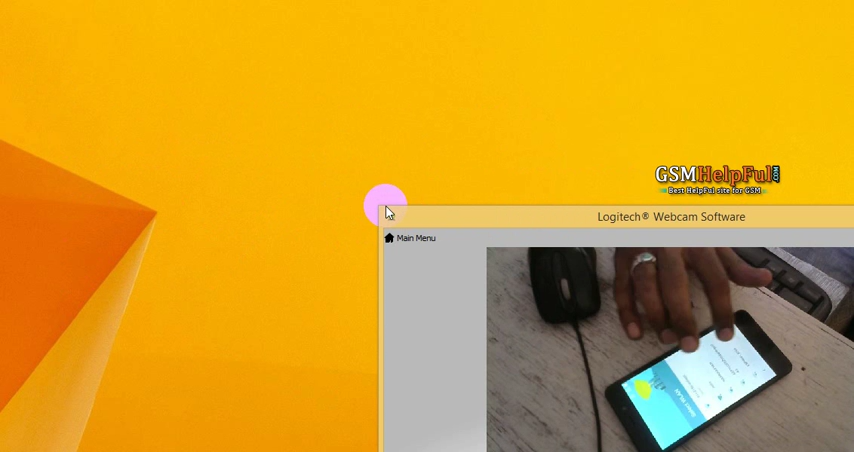 GSMHelpFul.COM
Best HelpFul site for GSM
Logitech® Webcam Software
Main Menu